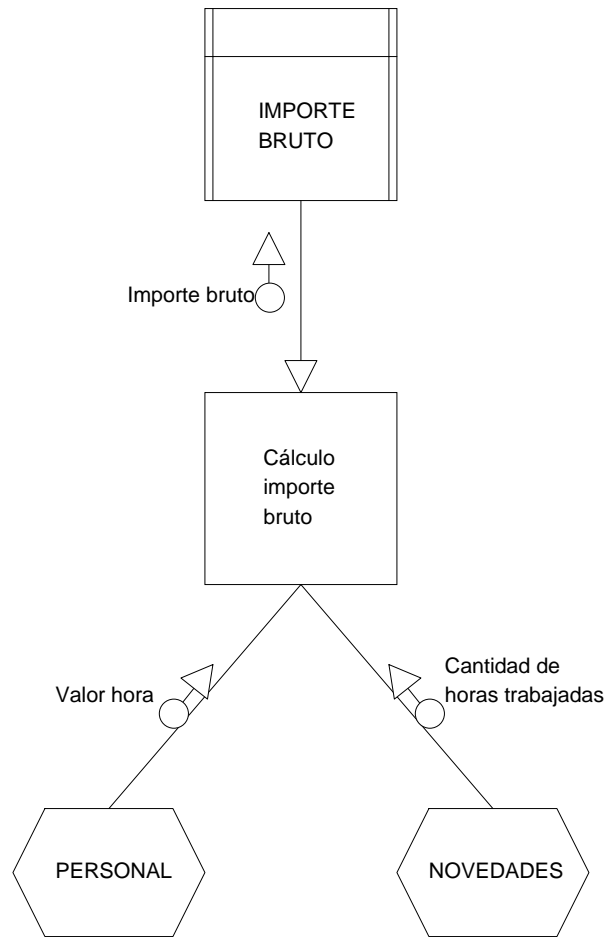 IMPORTE
BRUTO
Importe bruto
Cálculo
importe
bruto
Valor hora
Cantidad de
horas trabajadas
PERSONAL
NOVEDADES